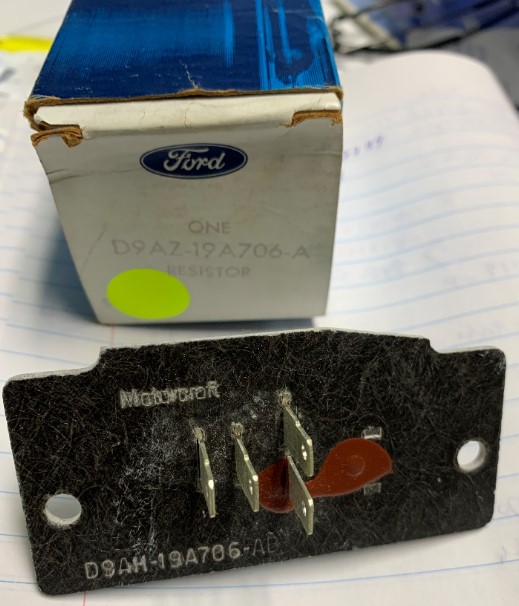 Ford
ONE
D9AZ-19A706-A
RESISTOR
Motorcraft
D9AH-19A706-AB